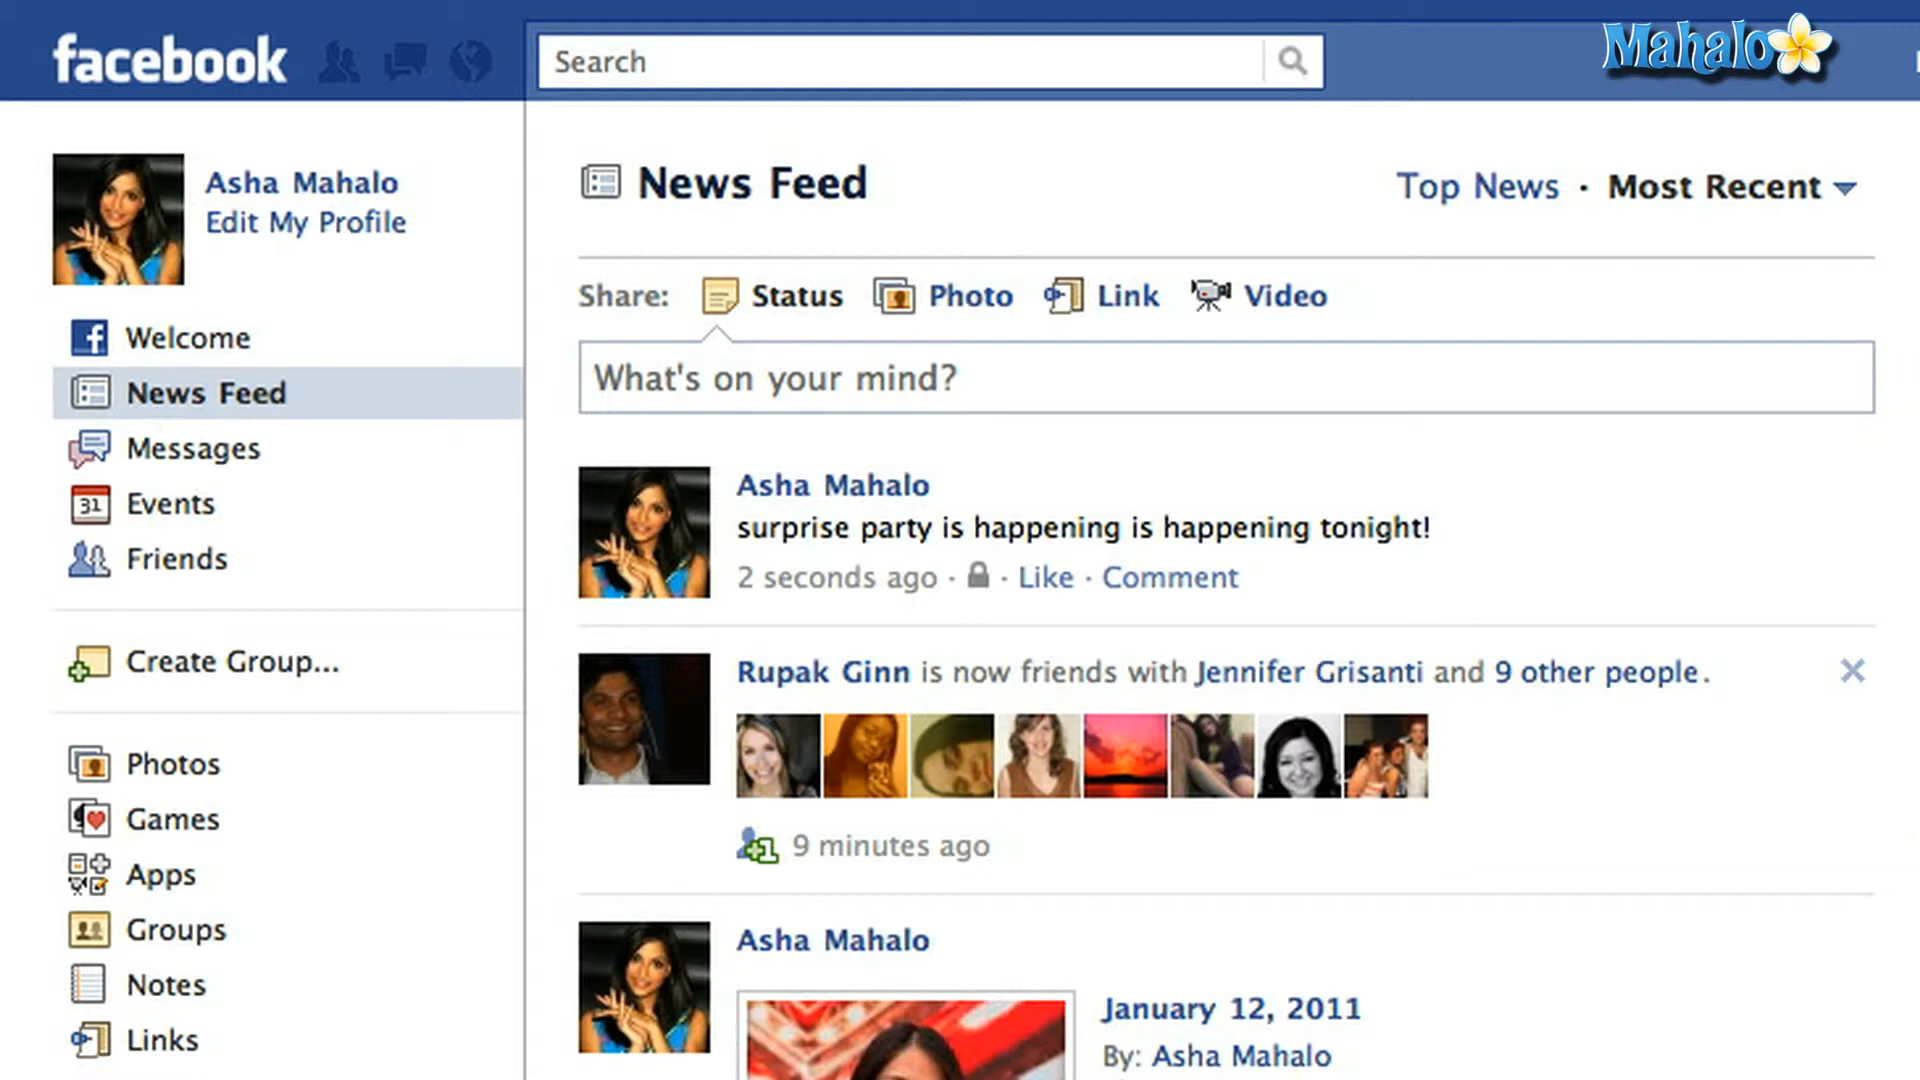 facebook
Search
Mahalo
Asha Mahalo
Edit My Profile
Welcome
News Feed
Messages
31
Events
Friends
Create Group...
Photos
Games
Apps
Groups
Notes
Links
News Feed
Top News · Most Recent
Share: Status Photo Link Video
What's on your mind?
Asha Mahalo
surprise party is happening is happening tonight!
2 seconds ago · · Like · Comment
Rupak Ginn is now friends with Jennifer Grisanti and 9 other people.
9 minutes ago
Asha Mahalo
January 12, 2011
By: Asha Mahalo